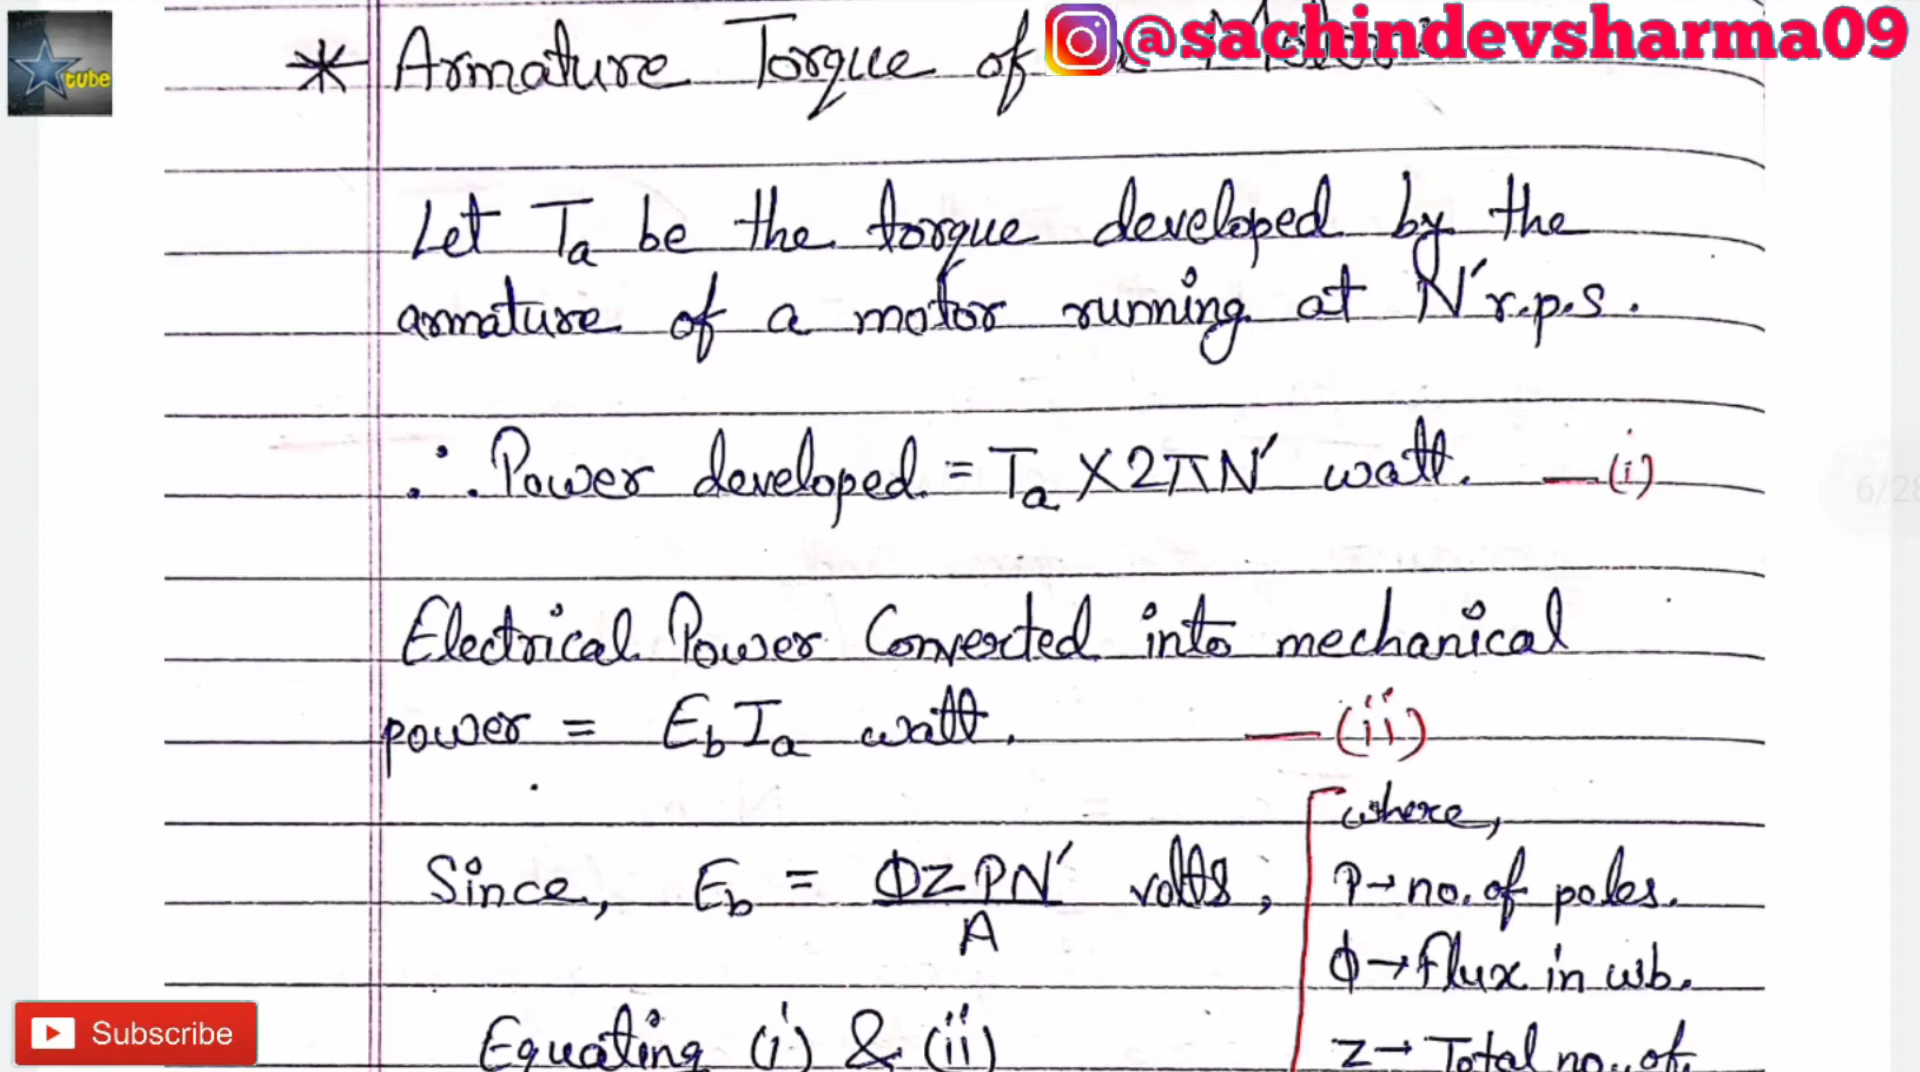 tube
@sachindevsharma09
* Armature Torque of
Let Ta be the torque developed by the
armature of a motor running at N' r.p.s.
∴ Power developed = Ta × 2πN' watt. —(i)
6/28
Electrical Power Converted into mechanical
power = EbIa watt. —(ii)
Since, Eb = ΦZPN'/A volts;
where,
P→ no. of poles.
ϕ→ Flux in wb.
Z→ Total no. of
Equating (i) & (ii)
Subscribe